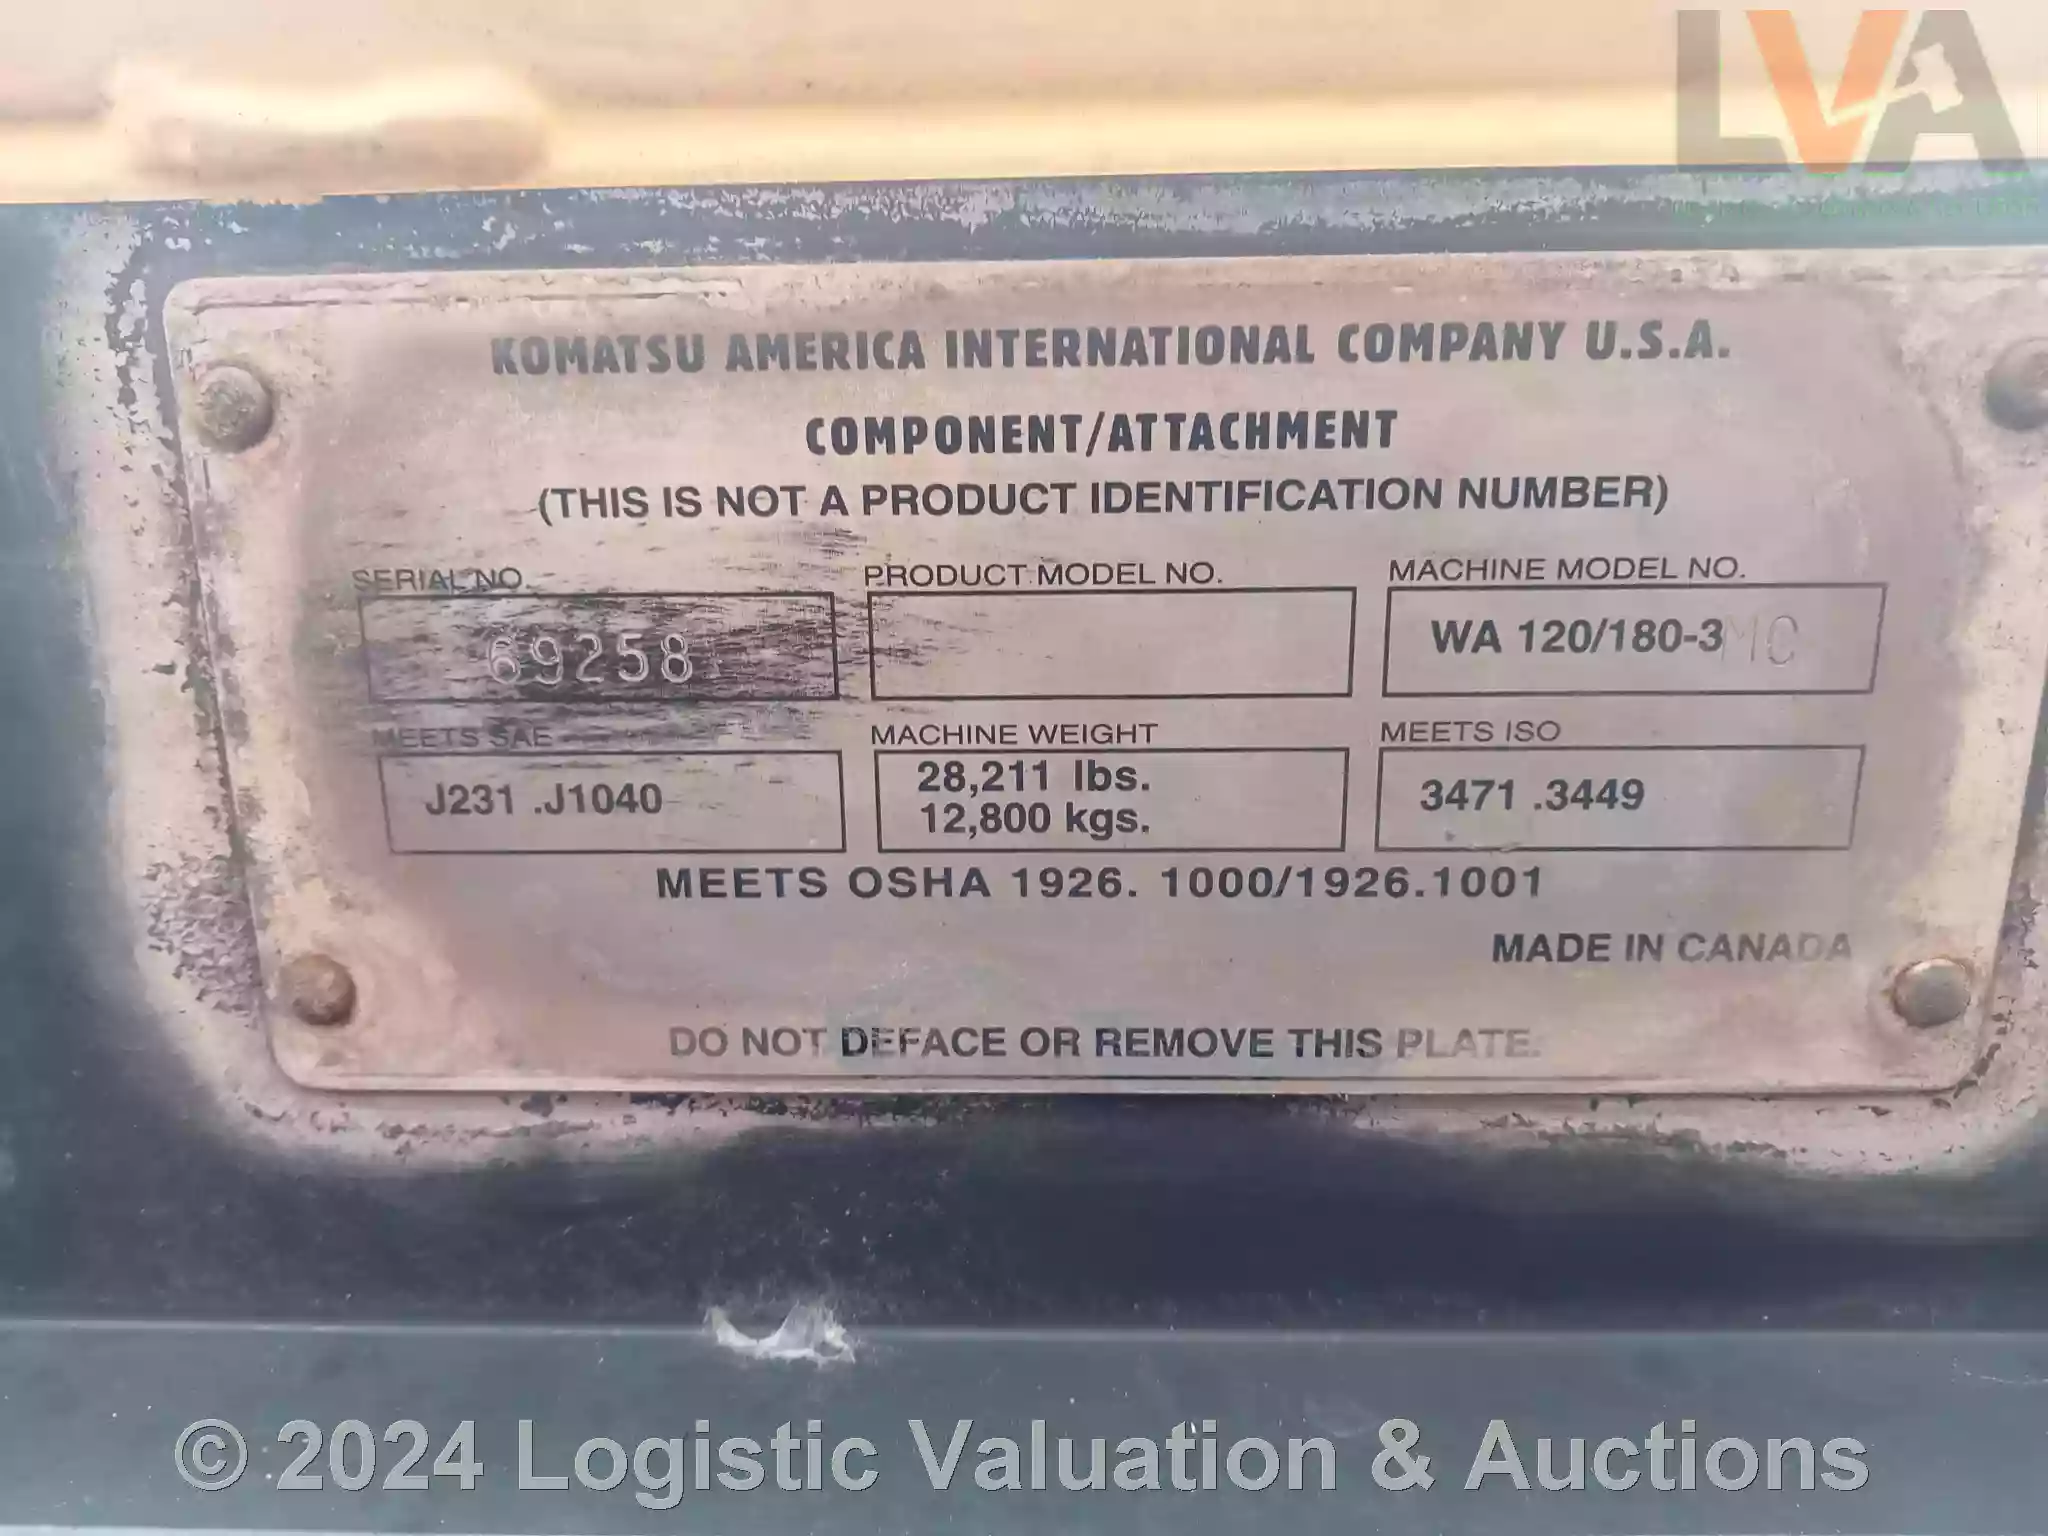 LVA
KOMATSU AMERICA INTERNATIONAL COMPANY U.S.A.
COMPONENT/ATTACHMENT
(THIS IS NOT A PRODUCT IDENTIFICATION NUMBER)
SERIAL NO. PRODUCT MODEL NO. MACHINE MODEL NO.
69258 WA 120/180-3MC
MEETS SAE MACHINE WEIGHT MEETS ISO
J231 .J1040 28,211 lbs. 3471 .3449
12,800 kgs.
MEETS OSHA 1926. 1000/1926.1001
MADE IN CANADA
DO NOT DEFACE OR REMOVE THIS PLATE.
© 2024 Logistic Valuation & Auctions